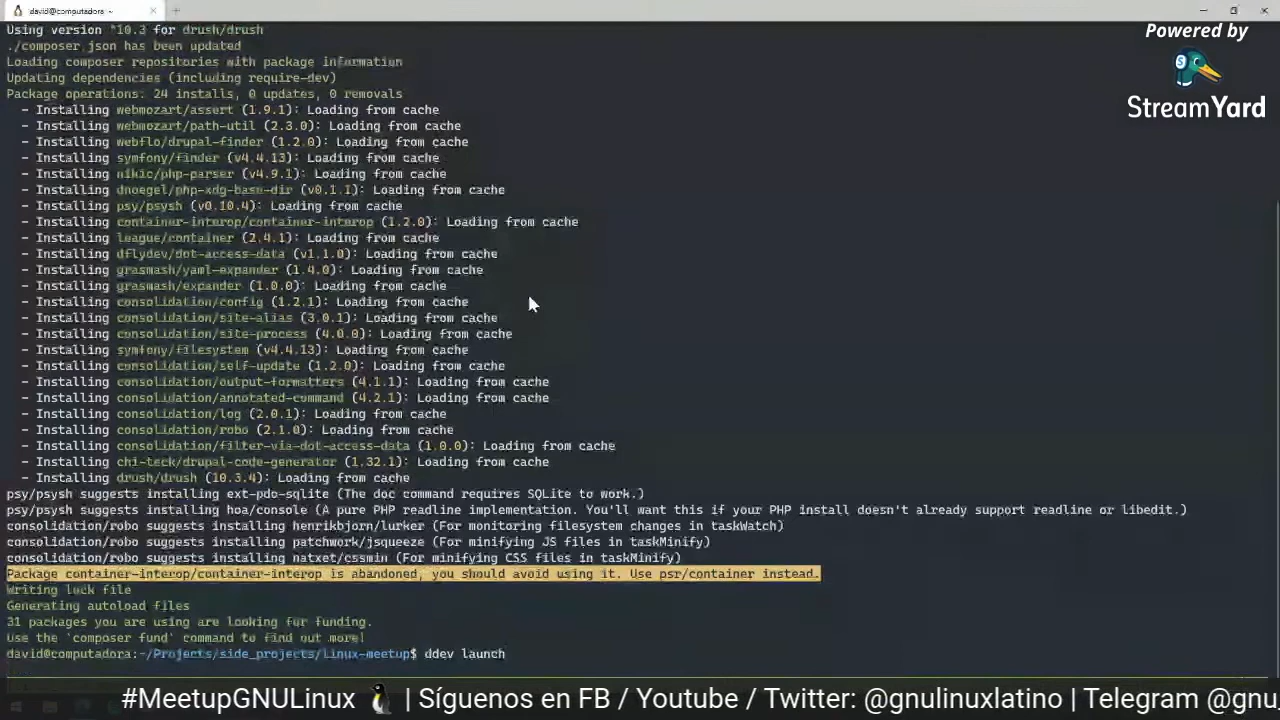 david@computadora: ~
Using version ^10.3 for drush/drush
./composer.json has been updated
Loading composer repositories with package information
Updating dependencies (including require-dev)
Package operations: 24 installs, 0 updates, 0 removals
- Installing webmozart/assert (1.9.1): Loading from cache
- Installing webmozart/path-util (2.3.0): Loading from cache
- Installing webflo/drupal-finder (1.2.0): Loading from cache
- Installing symfony/finder (v4.4.13): Loading from cache
- Installing nikic/php-parser (v4.9.1): Loading from cache
- Installing dnoegel/php-xdg-base-dir (v0.1.1): Loading from cache
- Installing psy/psysh (v0.10.4): Loading from cache
- Installing container-interop/container-interop (1.2.0): Loading from cache
- Installing league/container (2.4.1): Loading from cache
- Installing dflydev/dot-access-data (v1.1.0): Loading from cache
- Installing grasmash/yaml-expander (1.4.0): Loading from cache
- Installing grasmash/expander (1.0.0): Loading from cache
- Installing consolidation/config (1.2.1): Loading from cache
- Installing consolidation/site-alias (3.0.1): Loading from cache
- Installing consolidation/site-process (4.0.0): Loading from cache
- Installing symfony/filesystem (v4.4.13): Loading from cache
- Installing consolidation/self-update (1.2.0): Loading from cache
- Installing consolidation/output-formatters (4.1.1): Loading from cache
- Installing consolidation/annotated-command (4.2.1): Loading from cache
- Installing consolidation/log (2.0.1): Loading from cache
- Installing consolidation/robo (2.1.0): Loading from cache
- Installing consolidation/filter-via-dot-access-data (1.0.0): Loading from cache
- Installing chi-teck/drupal-code-generator (1.32.1): Loading from cache
- Installing drush/drush (10.3.4): Loading from cache
psy/psysh suggests installing ext-pdo-sqlite (The doc command requires SQLite to work.)
psy/psysh suggests installing hoa/console (A pure PHP readline implementation. You'll want this if your PHP install doesn't already support readline or libedit.)
consolidation/robo suggests installing henrikbjorn/lurker (For monitoring filesystem changes in taskWatch)
consolidation/robo suggests installing patchwork/jsqueeze (For minifying JS files in taskMinify)
consolidation/robo suggests installing natxet/cssmin (For minifying CSS files in taskMinify)
Package container-interop/container-interop is abandoned, you should avoid using it. Use psr/container instead.
Writing lock file
Generating autoload files
31 packages you are using are looking for funding.
Use the `composer fund` command to find out more!
david@computadora:~/Projects/side_projects/linux-meetup$ ddev launch
Powered by
StreamYard
#MeetupGNULinux 🐧 | Síguenos en FB / Youtube / Twitter: @gnulinuxlatino | Telegram @gnu